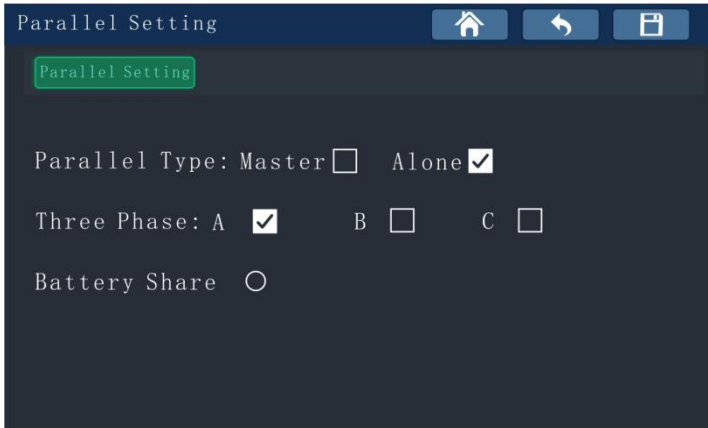 Parallel Setting
Parallel Setting
Parallel Type: Master Alone
Three Phase: A B C
Battery Share